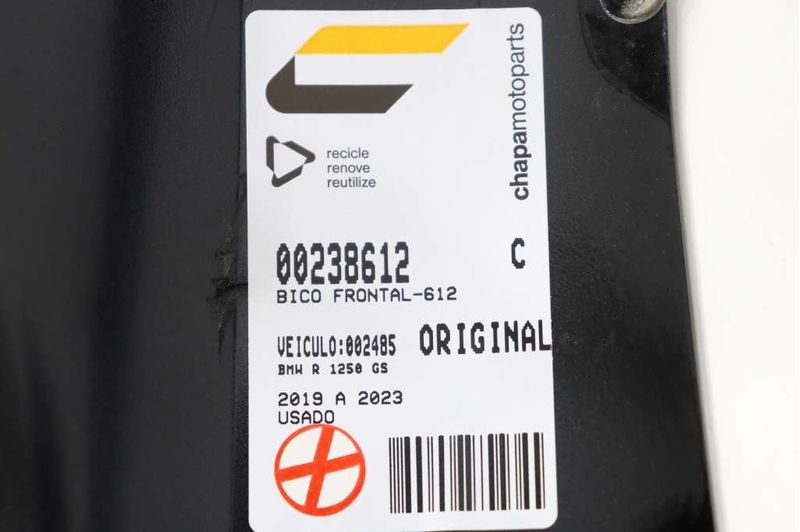 chapamotoparts
recicle
renove
reutilize
00238612 C
BICO FRONTAL-612
VEICULO:002485 ORIGINAL
BMW R 1250 GS
2019 A 2023
USADO